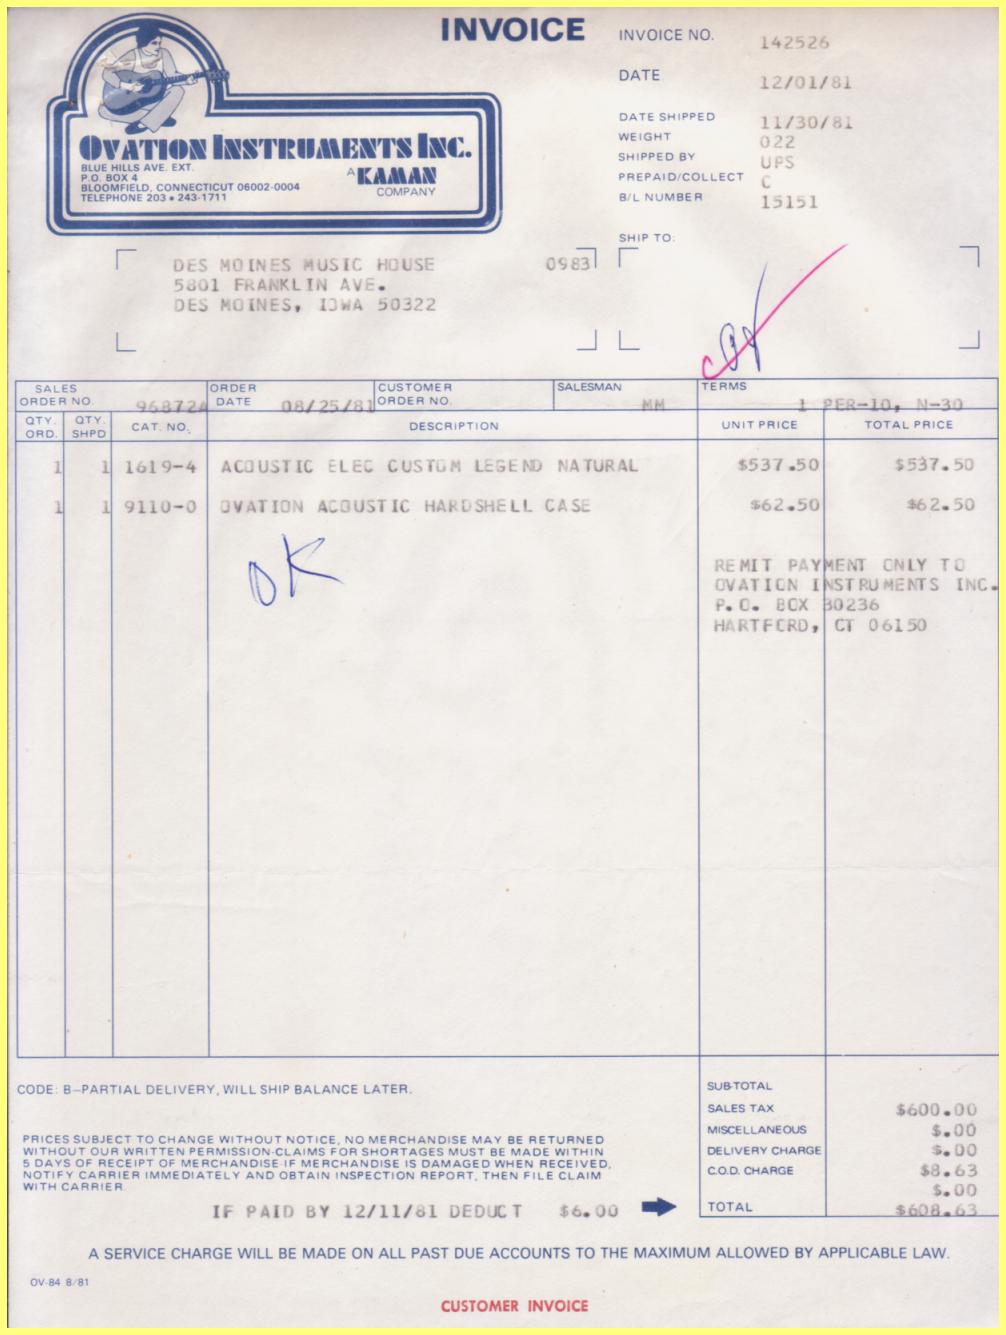 INVOICE
INVOICE NO. 142526
DATE 12/01/81
DATE SHIPPED 11/30/81
WEIGHT 022
SHIPPED BY UPS
PREPAID/COLLECT C
B/L NUMBER 15151
OVATION INSTRUMENTS INC.
BLUE HILLS AVE. EXT.
P.O. BOX 4
BLOOMFIELD, CONNECTICUT 06002-0004
TELEPHONE 203 • 243-1711
A KAMAN
COMPANY
SHIP TO:
DES MOINES MUSIC HOUSE 0983
5801 FRANKLIN AVE.
DES MOINES, IOWA 50322
SALES ORDER NO. 96872A ORDER DATE 08/25/81 CUSTOMER ORDER NO. SALESMAN MM TERMS 1 PER-10, N-30
QTY. ORD. QTY. SHPD CAT. NO. DESCRIPTION UNIT PRICE TOTAL PRICE
1 1 1619-4 ACOUSTIC ELEC CUSTOM LEGEND NATURAL $537.50 $537.50
1 1 9110-0 OVATION ACOUSTIC HARDSHELL CASE $62.50 $62.50
OK
REMIT PAYMENT ONLY TO
OVATION INSTRUMENTS INC.
P.O. BOX 30236
HARTFORD, CT 06150
CODE: B-PARTIAL DELIVERY, WILL SHIP BALANCE LATER.
PRICES SUBJECT TO CHANGE WITHOUT NOTICE, NO MERCHANDISE MAY BE RETURNED
WITHOUT OUR WRITTEN PERMISSION-CLAIMS FOR SHORTAGES MUST BE MADE WITHIN
5 DAYS OF RECEIPT OF MERCHANDISE-IF MERCHANDISE IS DAMAGED WHEN RECEIVED,
NOTIFY CARRIER IMMEDIATELY AND OBTAIN INSPECTION REPORT, THEN FILE CLAIM
WITH CARRIER.
IF PAID BY 12/11/81 DEDUCT $6.00
SUB-TOTAL
SALES TAX $600.00
MISCELLANEOUS $.00
DELIVERY CHARGE $.00
C.O.D. CHARGE $8.63
$.00
TOTAL $608.63
A SERVICE CHARGE WILL BE MADE ON ALL PAST DUE ACCOUNTS TO THE MAXIMUM ALLOWED BY APPLICABLE LAW.
OV-84 8/81
CUSTOMER INVOICE